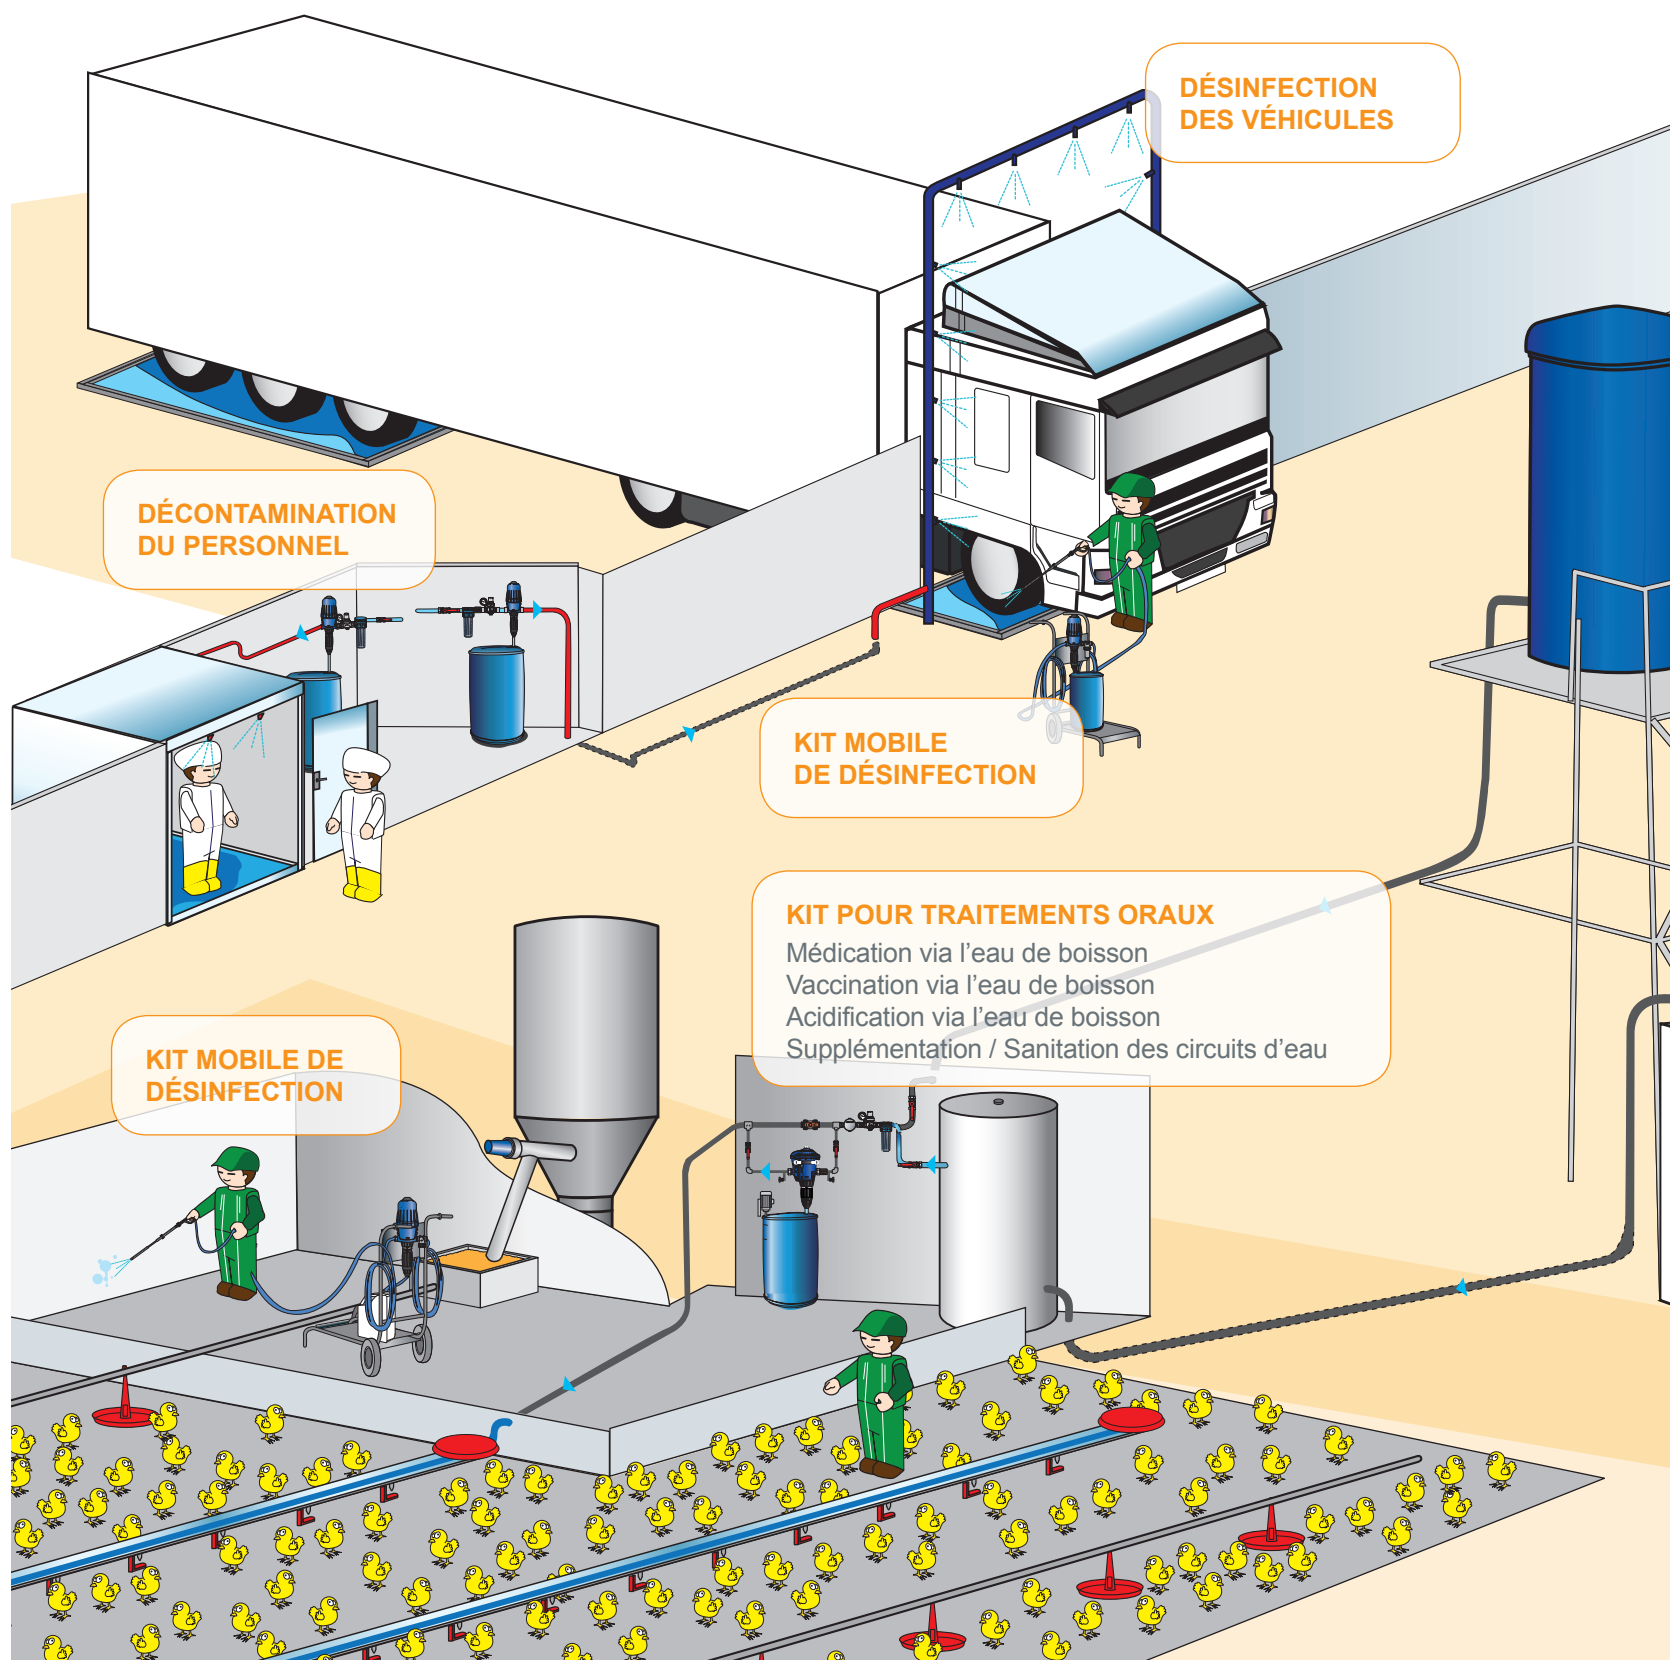 DÉSINFECTION
DES VÉHICULES
DÉCONTAMINATION
DU PERSONNEL
KIT MOBILE
DE DÉSINFECTION
KIT POUR TRAITEMENTS ORAUX
Médication via l'eau de boisson
Vaccination via l'eau de boisson
Acidification via l'eau de boisson
Supplémentation / Sanitation des circuits d'eau
KIT MOBILE DE
DÉSINFECTION